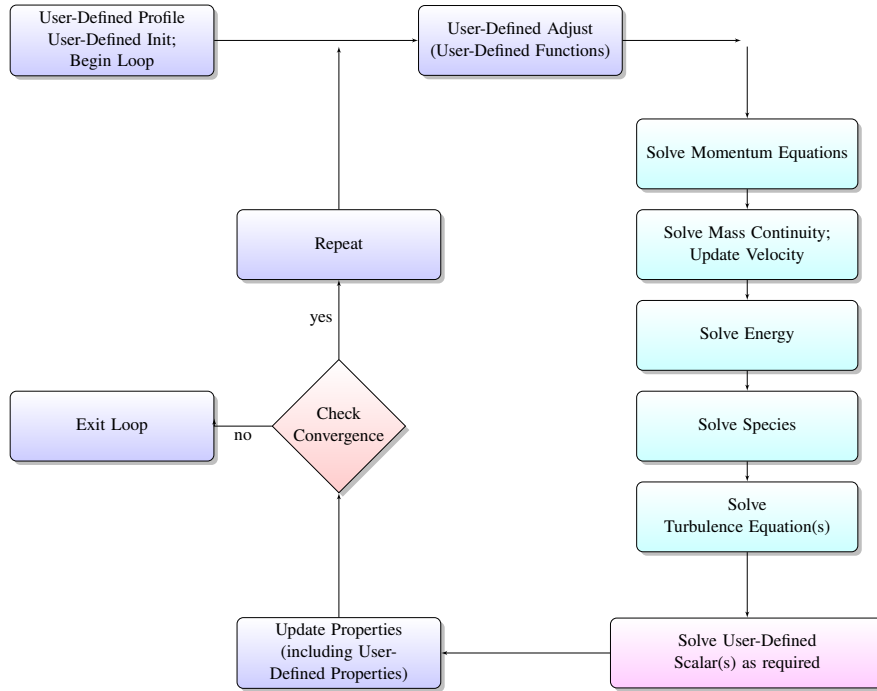 User-Defined Profile
User-Defined Init;
Begin Loop
User-Defined Adjust
(User-Defined Functions)
Solve Momentum Equations
Solve Mass Continuity;
Update Velocity
Repeat
yes
Solve Energy
Check
Convergence
Exit Loop
no
Solve Species
Solve
Turbulence Equation(s)
Update Properties
(including User-
Defined Properties)
Solve User-Defined
Scalar(s) as required